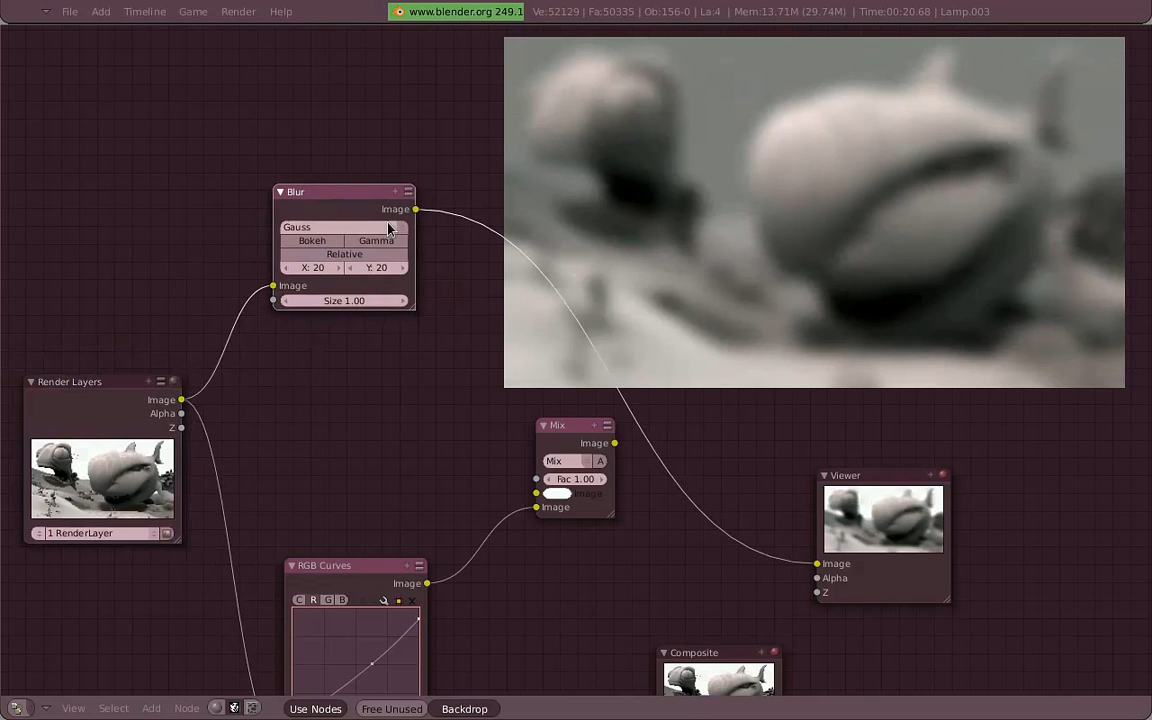 File Add Timeline Game Render Help www.blender.org 249.1 Ve:52129 | Fa:50335 | Ob:156-0 | La:4 | Mem:13.71M (29.74M) | Time:00:20.68 | Lamp.003
Blur
Image
Gauss
Bokeh Gamma
Relative
X: 20 Y: 20
Image
Size 1.00
Render Layers
Image
Alpha
Z
1 RenderLayer
Mix
Image
Mix A
Fac 1.00
Image
Image
Viewer
Image
Alpha
Z
RGB Curves
Image
C R G B
Composite
View Select Add Node Use Nodes Free Unused Backdrop